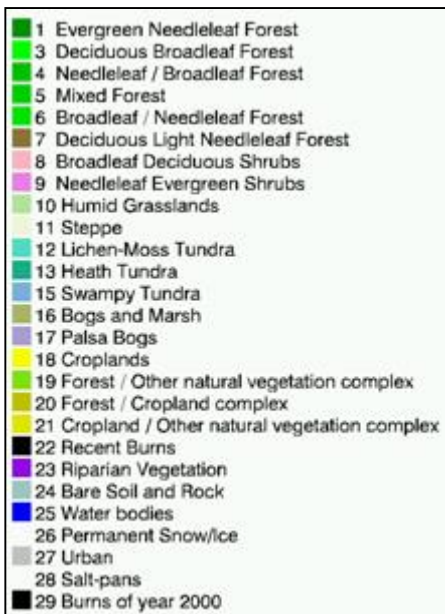 1 Evergreen Needleleaf Forest
3 Deciduous Broadleaf Forest
4 Needleleaf / Broadleaf Forest
5 Mixed Forest
6 Broadleaf / Needleleaf Forest
7 Deciduous Light Needleleaf Forest
8 Broadleaf Deciduous Shrubs
9 Needleleaf Evergreen Shrubs
10 Humid Grasslands
11 Steppe
12 Lichen-Moss Tundra
13 Heath Tundra
15 Swampy Tundra
16 Bogs and Marsh
17 Palsa Bogs
18 Croplands
19 Forest / Other natural vegetation complex
20 Forest / Cropland complex
21 Cropland / Other natural vegetation complex
22 Recent Burns
23 Riparian Vegetation
24 Bare Soil and Rock
25 Water bodies
26 Permanent Snow/Ice
27 Urban
28 Salt-pans
29 Burns of year 2000